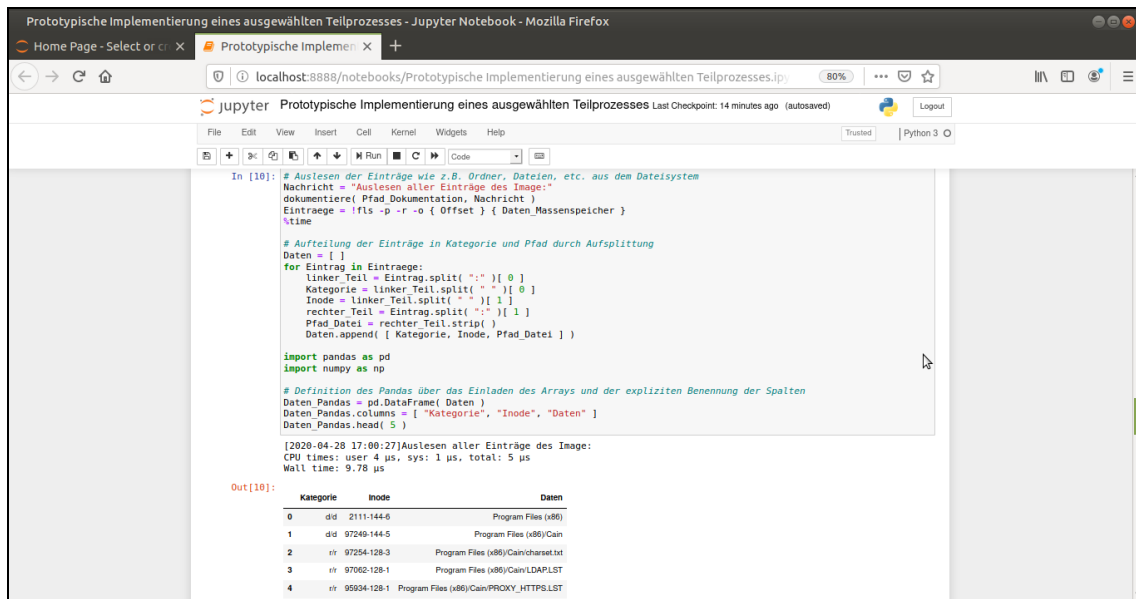 Prototypische Implementierung eines ausgewählten Teilprozesses - Jupyter Notebook - Mozilla Firefox
Home Page - Select or cr
Prototypische Implemen
localhost:8888/notebooks/Prototypische Implementierung eines ausgewählten Teilprozesses.ipy
80%
jupyter Prototypische Implementierung eines ausgewählten Teilprozesses Last Checkpoint: 14 minutes ago (autosaved)
Logout
File Edit View Insert Cell Kernel Widgets Help
Trusted
Python 3
Run
Code
In [10]: # Auslesen der Einträge wie z.B. Ordner, Dateien, etc. aus dem Dateisystem
Nachricht = "Auslesen aller Einträge des Image:"
dokumentiere( Pfad_Dokumentation, Nachricht )
Eintraege = !fls -p -r -o { Offset } { Daten_Massenspeicher }
%time
# Aufteilung der Einträge in Kategorie und Pfad durch Aufsplittung
Daten = [ ]
for Eintrag in Eintraege:
linker_Teil = Eintrag.split( ":" )[ 0 ]
Kategorie = linker_Teil.split( " " )[ 0 ]
Inode = linker_Teil.split( " " )[ 1 ]
rechter_Teil = Eintrag.split( ":" )[ 1 ]
Pfad_Datei = rechter_Teil.strip( )
Daten.append( [ Kategorie, Inode, Pfad_Datei ] )
import pandas as pd
import numpy as np
# Definition des Pandas über das Einladen des Arrays und der expliziten Benennung der Spalten
Daten_Pandas = pd.DataFrame( Daten )
Daten_Pandas.columns = [ "Kategorie", "Inode", "Daten" ]
Daten_Pandas.head( 5 )
[2020-04-28 17:00:27]Auslesen aller Einträge des Image:
CPU times: user 4 µs, sys: 1 µs, total: 5 µs
Wall time: 9.78 µs
Out[10]:
Kategorie Inode Daten
0 d/d 2111-144-6 Program Files (x86)
1 d/d 97249-144-5 Program Files (x86)/Cain
2 r/r 97254-128-3 Program Files (x86)/Cain/charset.txt
3 r/r 97062-128-1 Program Files (x86)/Cain/LDAP.LST
4 r/r 95934-128-1 Program Files (x86)/Cain/PROXY_HTTPS.LST